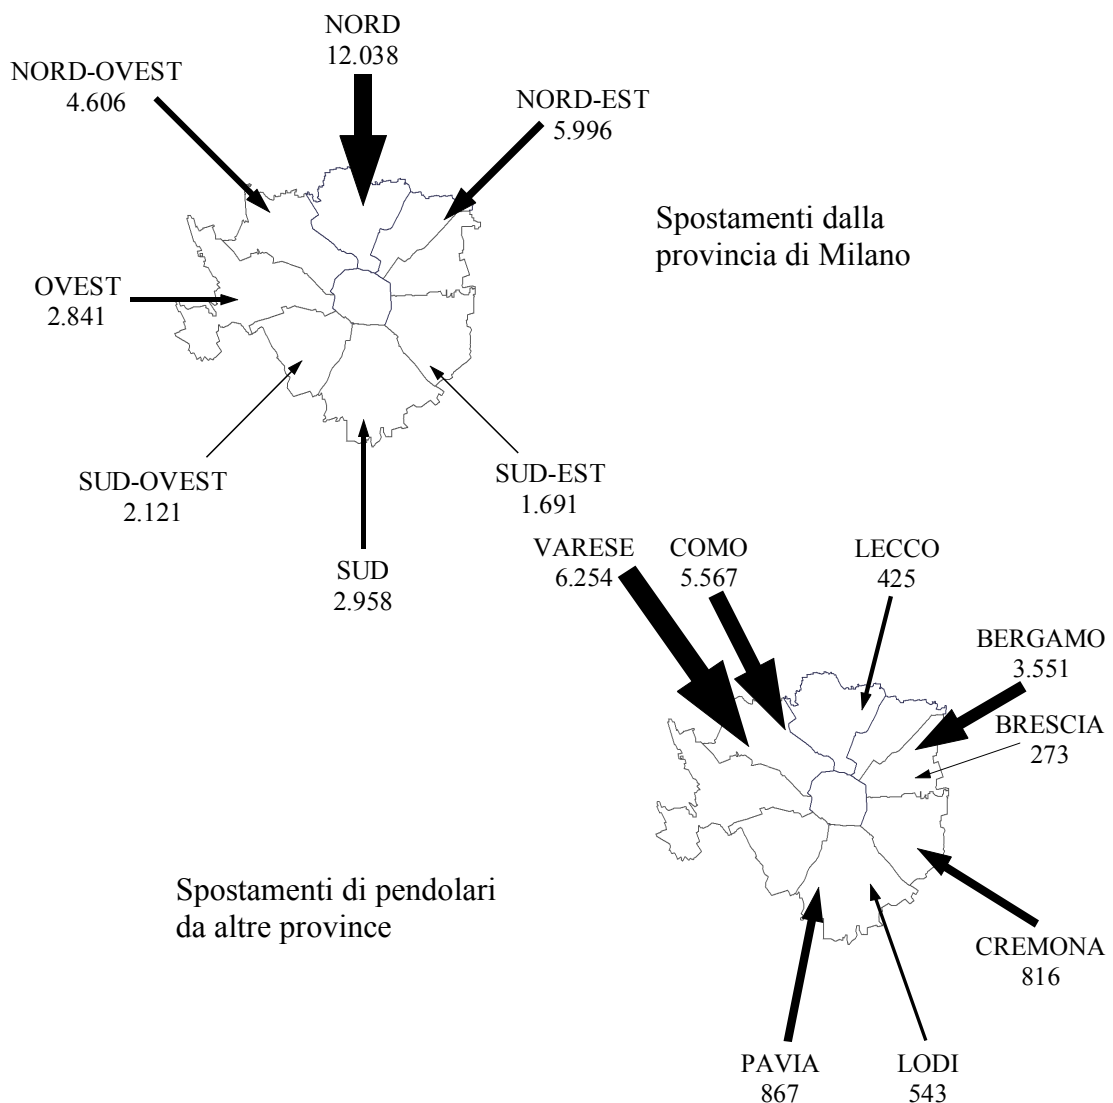 NORD
12.038
NORD-OVEST
4.606
NORD-EST
5.996
Spostamenti dalla
provincia di Milano
OVEST
2.841
SUD-OVEST
2.121
SUD-EST
1.691
SUD
2.958
VARESE
6.254
COMO
5.567
LECCO
425
BERGAMO
3.551
BRESCIA
273
Spostamenti di pendolari
da altre province
CREMONA
816
PAVIA
867
LODI
543